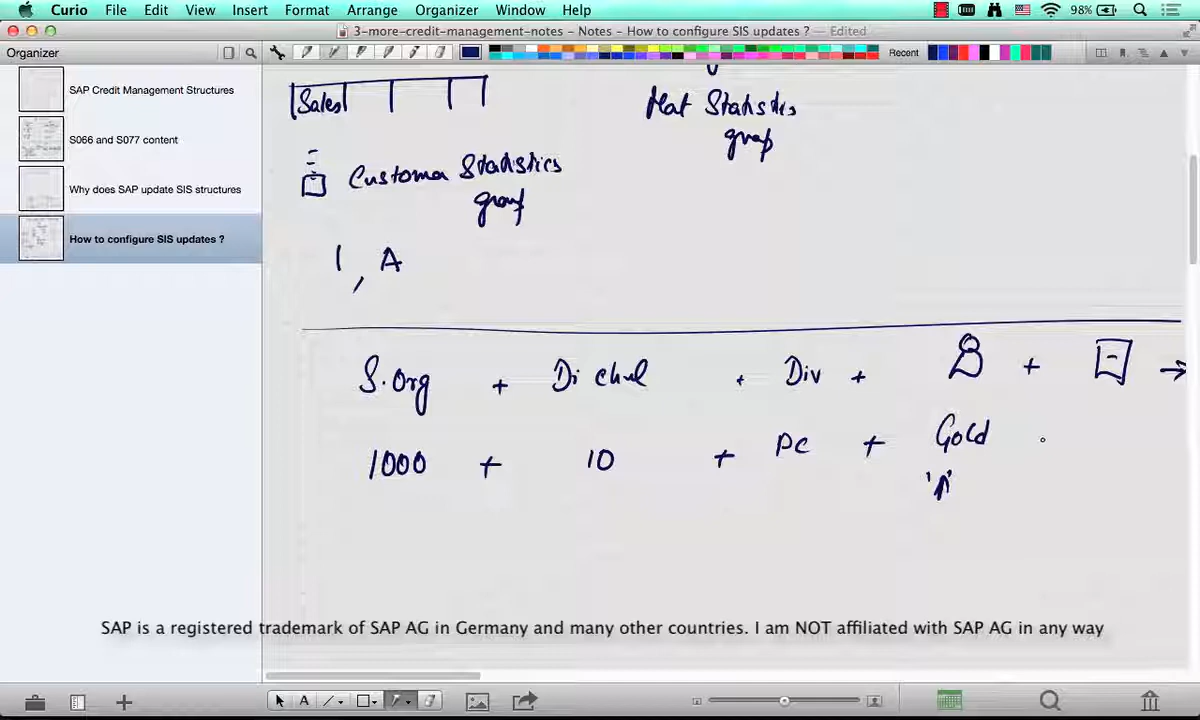 Curio File Edit View Insert Format Arrange Organizer Window Help 98%
3-more-credit-management-notes – Notes – How to configure SIS updates ? — Edited
Organizer
Recent
SAP Credit Management Structures
S066 and S077 content
Why does SAP update SIS structures
How to configure SIS updates ?
Sales
Mat Statistics
group
Customer Statistics
group
1, A
S.Org + Di chnl + Div + + →
1000 + 10 + PC + Gold
'A'
SAP is a registered trademark of SAP AG in Germany and many other countries. I am NOT affiliated with SAP AG in any way
A